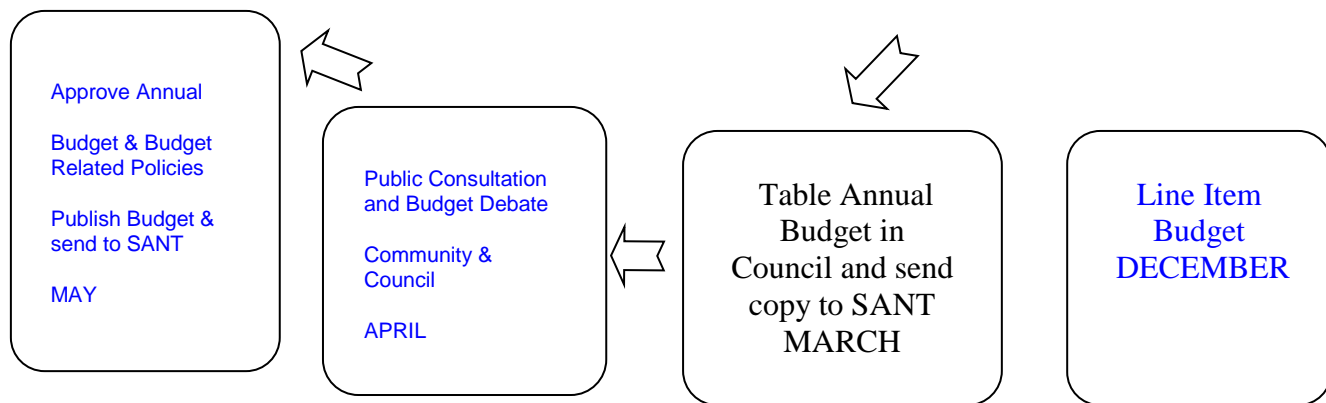 Approve Annual
Budget & Budget
Related Policies
Publish Budget &
send to SANT
MAY
Public Consultation
and Budget Debate
Community &
Council
APRIL
Table Annual
Budget in
Council and send
copy to SANT
MARCH
Line Item
Budget
DECEMBER